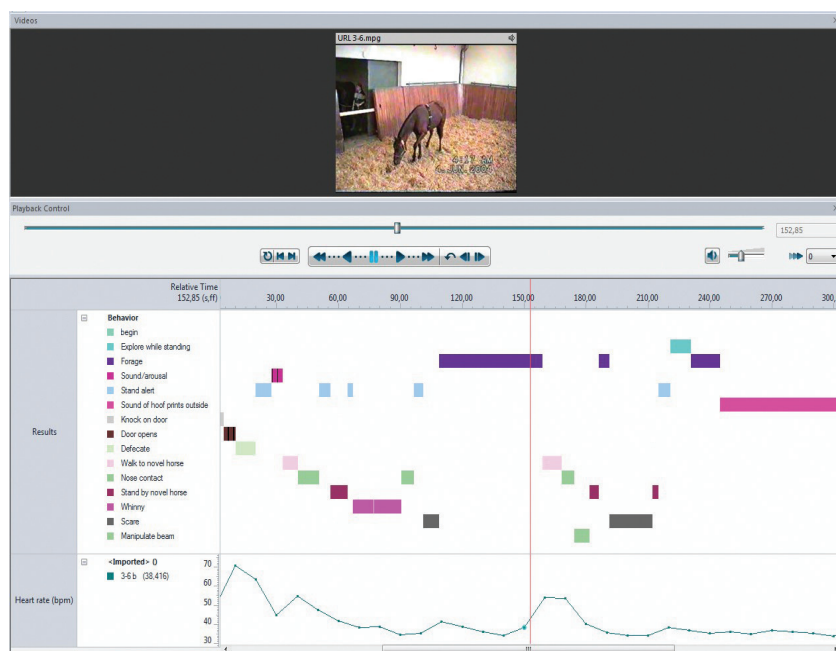 Videos
URL 3-6.mpg
4:17 AM
Playback Control
152,85
0
Relative Time
152,85 (s,ff)
30,00 60,00 90,00 120,00 150,00 180,00 210,00 240,00 270,00 300,
Results
Behavior
begin
Explore while standing
Forage
Sound/arousal
Stand alert
Sound of hoof prints outside
Knock on door
Door opens
Defecate
Walk to novel horse
Nose contact
Stand by novel horse
Whinny
Scare
Manipulate beam
Heart rate (bpm)
<Imported> ()
3-6 b (38,416)
70
60
50
40
30